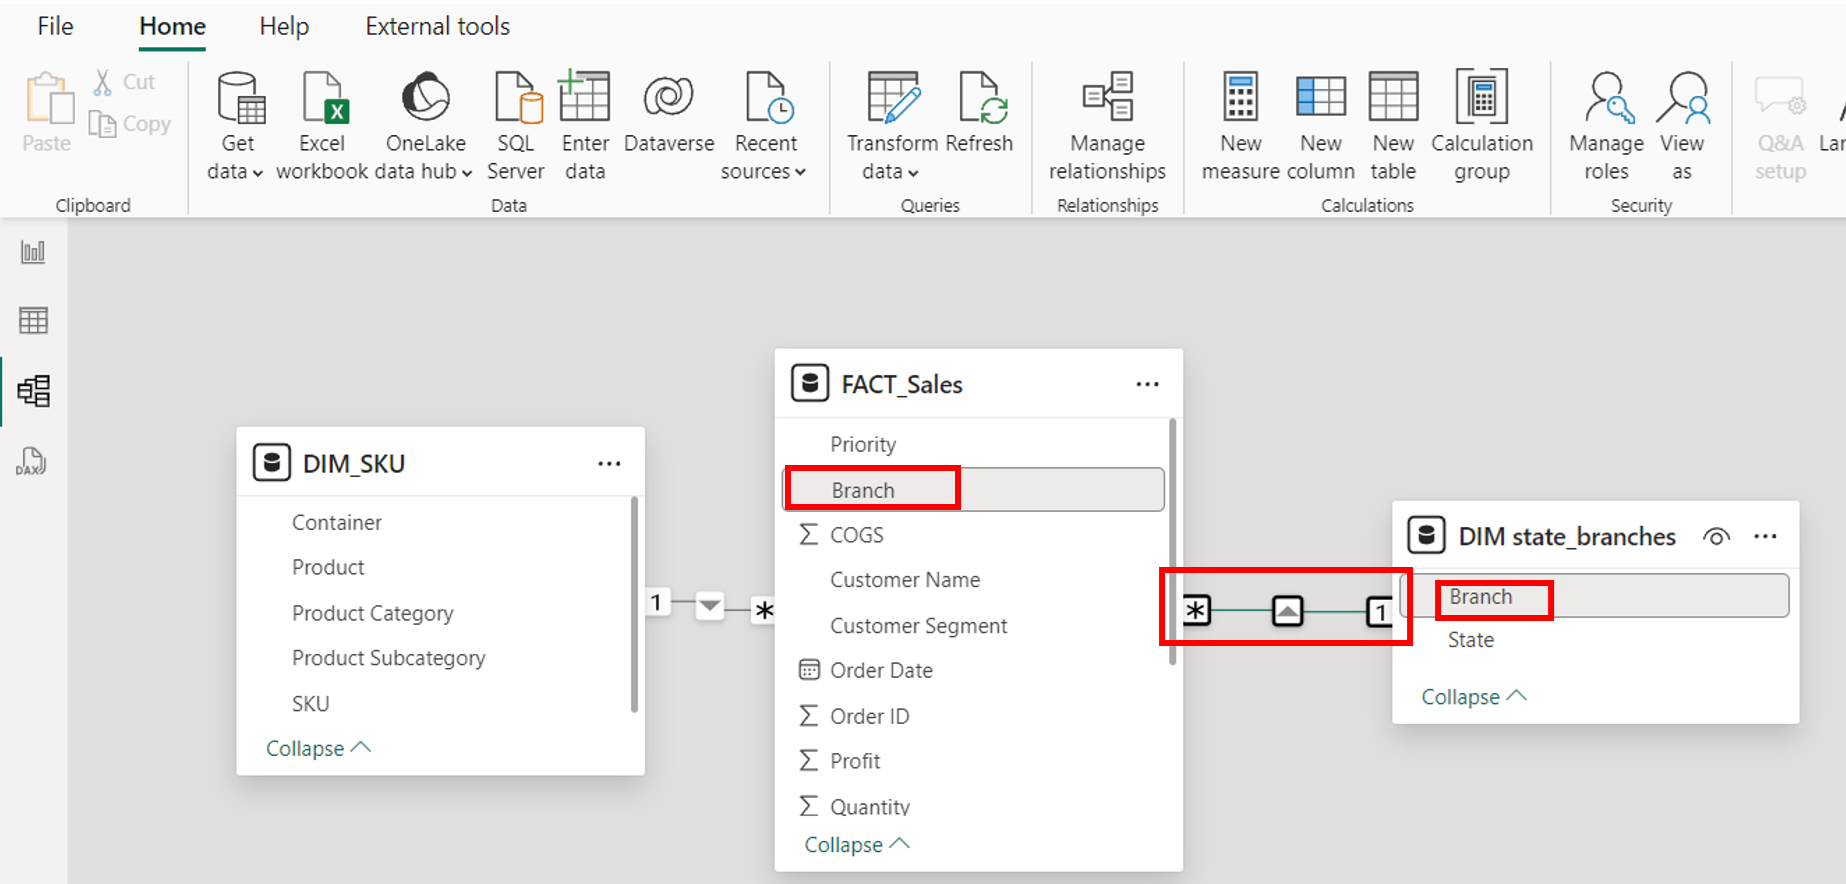 File Home Help External tools
Paste
Cut
Copy
Clipboard
Get data
Excel workbook
OneLake data hub
SQL Server
Enter data
Dataverse
Recent sources
Data
Transform data
Refresh
Queries
Manage relationships
Relationships
New measure
New column
New table
Calculation group
Calculations
Manage roles
View as
Security
Q&A setup
DAX
DIM_SKU
Container
Product
Product Category
Product Subcategory
SKU
Collapse
1
*
FACT_Sales
Priority
Branch
COGS
Customer Name
Customer Segment
Order Date
Order ID
Profit
Quantity
Collapse
*
1
DIM state_branches
Branch
State
Collapse